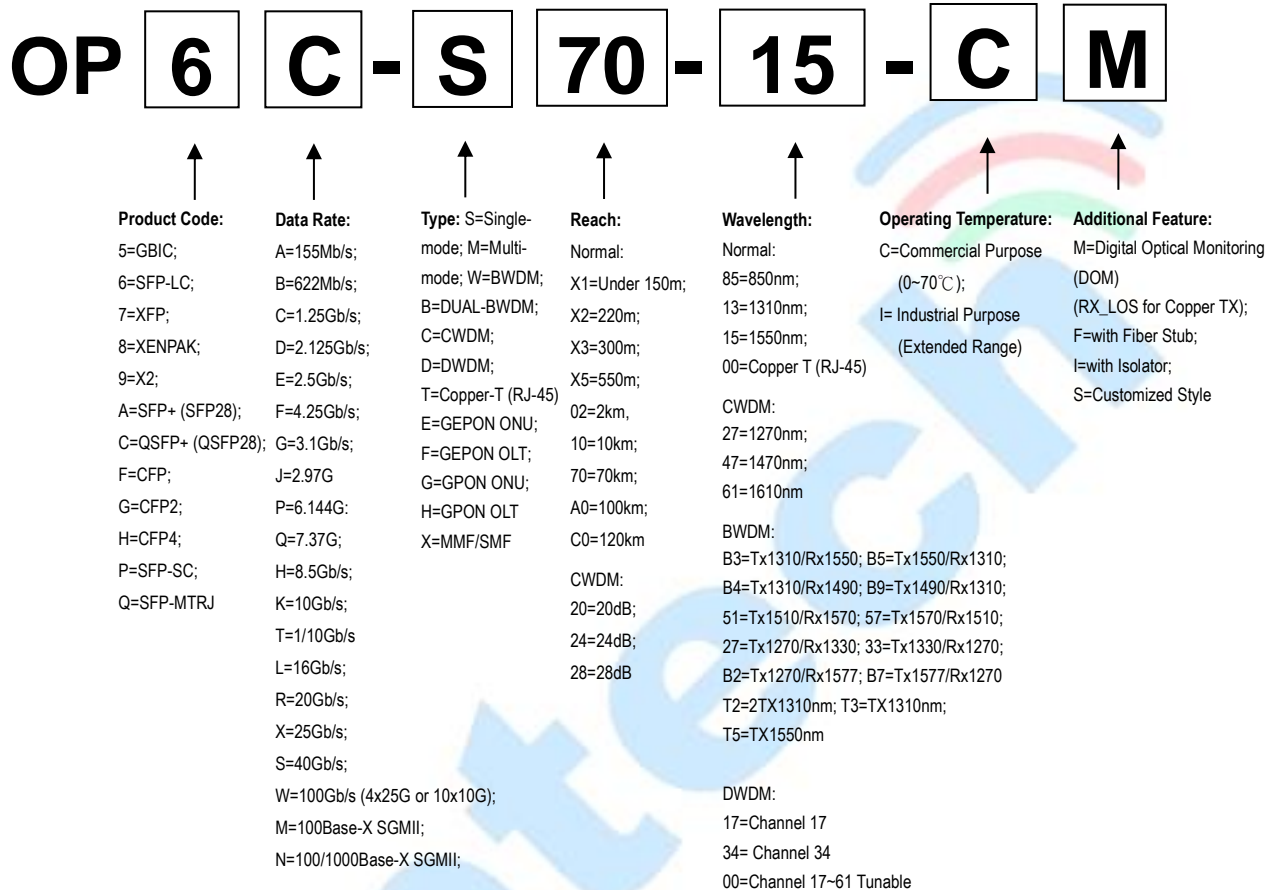 OP 6 C - S 70 - 15 - C M
Product Code:
5=GBIC;
6=SFP-LC;
7=XFP;
8=XENPAK;
9=X2;
A=SFP+ (SFP28);
C=QSFP+ (QSFP28);
F=CFP;
G=CFP2;
H=CFP4;
P=SFP-SC;
Q=SFP-MTRJ
Data Rate:
A=155Mb/s;
B=622Mb/s;
C=1.25Gb/s;
D=2.125Gb/s;
E=2.5Gb/s;
F=4.25Gb/s;
G=3.1Gb/s;
J=2.97G
P=6.144G:
Q=7.37G;
H=8.5Gb/s;
K=10Gb/s;
T=1/10Gb/s
L=16Gb/s;
R=20Gb/s;
X=25Gb/s;
S=40Gb/s;
W=100Gb/s (4x25G or 10x10G);
M=100Base-X SGMII;
N=100/1000Base-X SGMII;
Type: S=Single-
mode; M=Multi-
mode; W=BWDM;
B=DUAL-BWDM;
C=CWDM;
D=DWDM;
T=Copper-T (RJ-45)
E=GEPON ONU;
F=GEPON OLT;
G=GPON ONU;
H=GPON OLT
X=MMF/SMF
Reach:
Normal:
X1=Under 150m;
X2=220m;
X3=300m;
X5=550m;
02=2km,
10=10km;
70=70km;
A0=100km;
C0=120km
CWDM:
20=20dB;
24=24dB;
28=28dB
Wavelength:
Normal:
85=850nm;
13=1310nm;
15=1550nm;
00=Copper T (RJ-45)
CWDM:
27=1270nm;
47=1470nm;
61=1610nm
BWDM:
B3=Tx1310/Rx1550; B5=Tx1550/Rx1310;
B4=Tx1310/Rx1490; B9=Tx1490/Rx1310;
51=Tx1510/Rx1570; 57=Tx1570/Rx1510;
27=Tx1270/Rx1330; 33=Tx1330/Rx1270;
B2=Tx1270/Rx1577; B7=Tx1577/Rx1270
T2=2TX1310nm; T3=TX1310nm;
T5=TX1550nm
DWDM:
17=Channel 17
34= Channel 34
00=Channel 17~61 Tunable
Operating Temperature:
C=Commercial Purpose
(0~70℃);
I= Industrial Purpose
(Extended Range)
Additional Feature:
M=Digital Optical Monitoring
(DOM)
(RX_LOS for Copper TX);
F=with Fiber Stub;
I=with Isolator;
S=Customized Style
tech